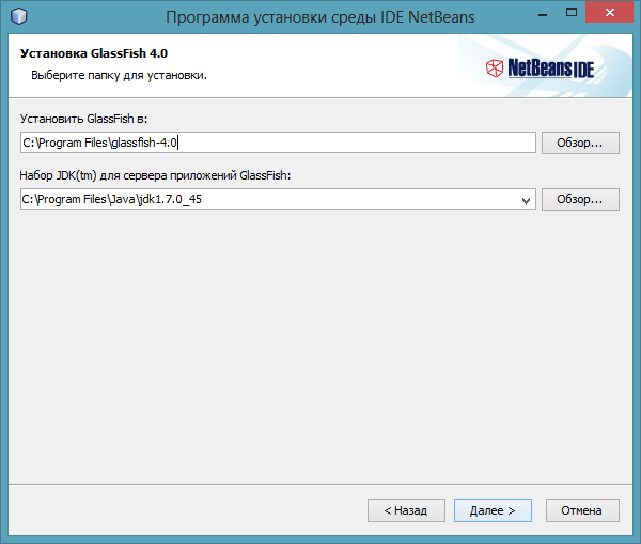 Программа установки среды IDE NetBeans
Установка GlassFish 4.0
Выберите папку для установки.
NetBeans IDE
Установить GlassFish в:
C:\Program Files\glassfish-4.0
Обзор...
Набор JDK(tm) для сервера приложений GlassFish:
C:\Program Files\Java\jdk1.7.0_45
Обзор...
< Назад
Далее >
Отмена